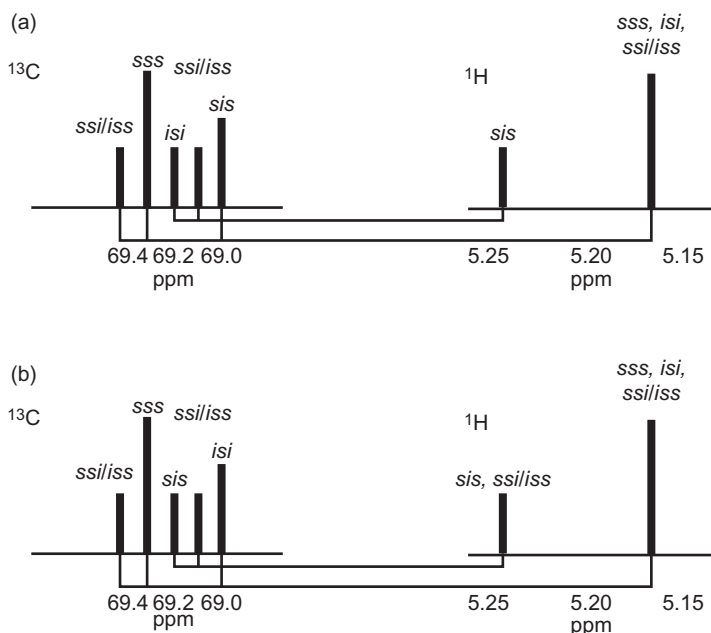 (a)
sss, isi,
ssi/iss
¹³C
sss
ssi/iss
¹H
sis
ssi/iss
isi
sis
69.4 69.2 69.0
ppm
5.25 5.20 5.15
ppm
(b)
sss, isi,
ssi/iss
¹³C
sss
ssi/iss
¹H
isi
ssi/iss
sis
sis, ssi/iss
69.4 69.2 69.0
ppm
5.25 5.20 5.15
ppm